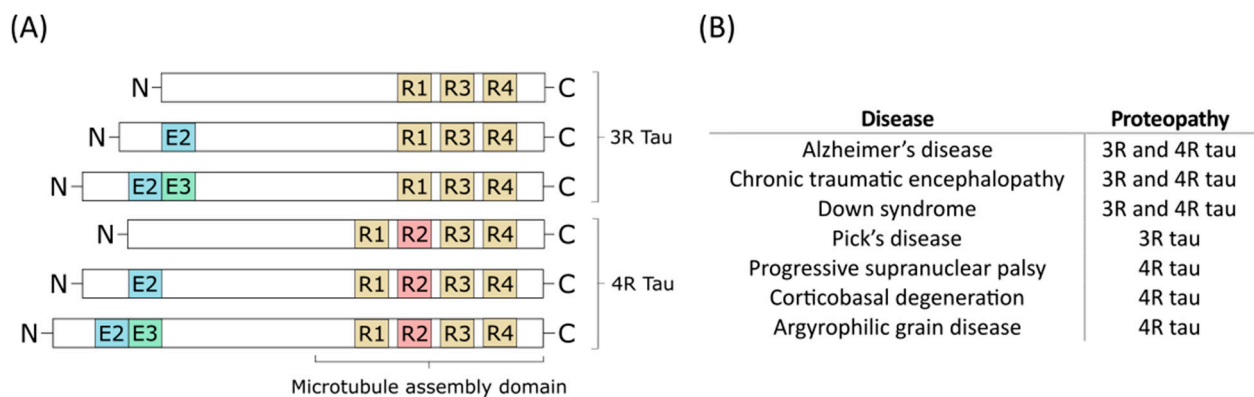 (A)
N R1 R3 R4 C
N E2 R1 R3 R4 C
N E2 E3 R1 R3 R4 C
3R Tau
N R1 R2 R3 R4 C
N E2 R1 R2 R3 R4 C
N E2 E3 R1 R2 R3 R4 C
4R Tau
Microtubule assembly domain
(B)
Disease Proteopathy
Alzheimer's disease 3R and 4R tau
Chronic traumatic encephalopathy 3R and 4R tau
Down syndrome 3R and 4R tau
Pick's disease 3R tau
Progressive supranuclear palsy 4R tau
Corticobasal degeneration 4R tau
Argyrophilic grain disease 4R tau